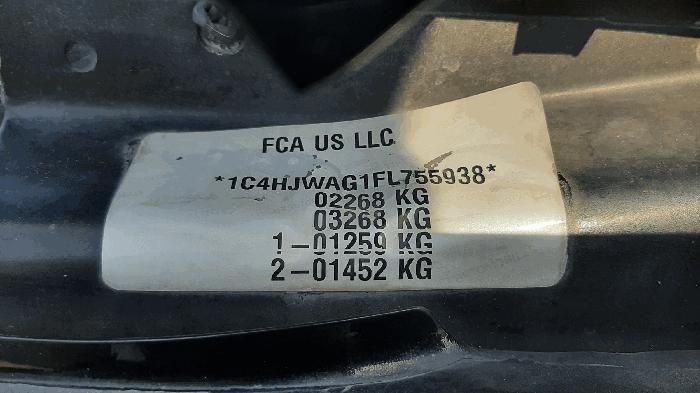 FCA US LLC
*1C4HJWAG1FL755938*
02268 KG
03268 KG
1-01259 KG
2-01452 KG